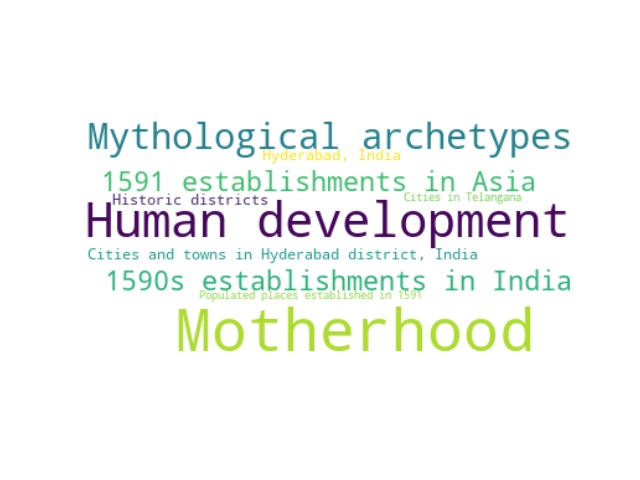 Mythological archetypes
Hyderabad, India
1591 establishments in Asia
Historic districts
Cities in Telangana
Human development
Cities and towns in Hyderabad district, India
1590s establishments in India
Populated places established in 1591
Motherhood